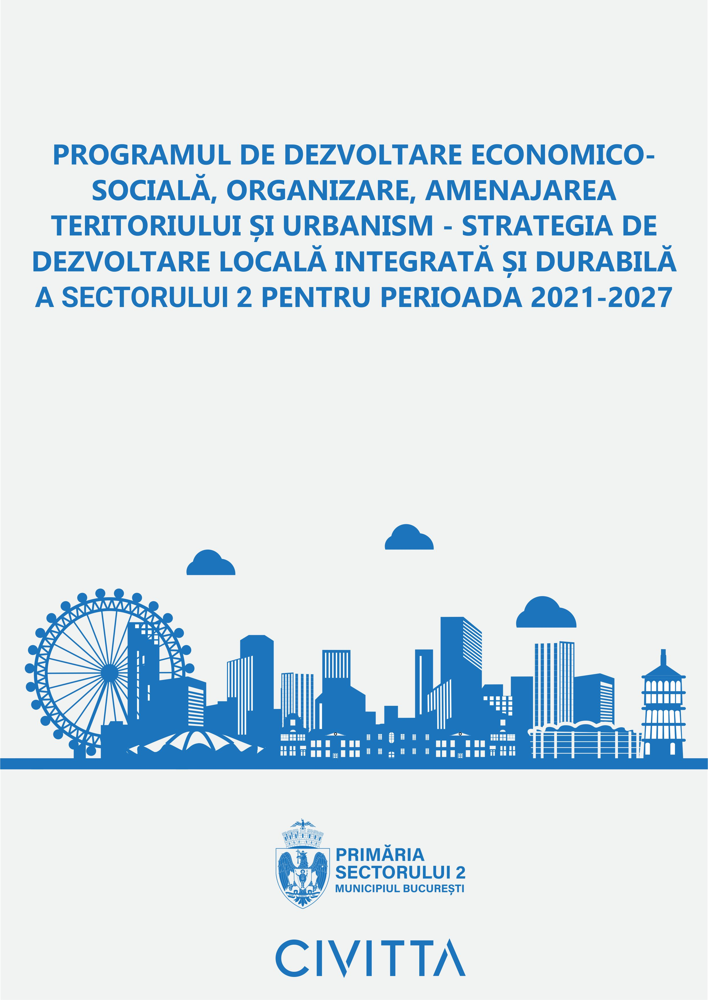 PROGRAMUL DE DEZVOLTARE ECONOMICO-
SOCIALĂ, ORGANIZARE, AMENAJAREA
TERITORIULUI ȘI URBANISM - STRATEGIA DE
DEZVOLTARE LOCALĂ INTEGRATĂ ȘI DURABILĂ
A SECTORULUI 2 PENTRU PERIOADA 2021-2027
PRIMĂRIA
SECTORULUI 2
MUNICIPIUL BUCUREȘTI
CIVITTA